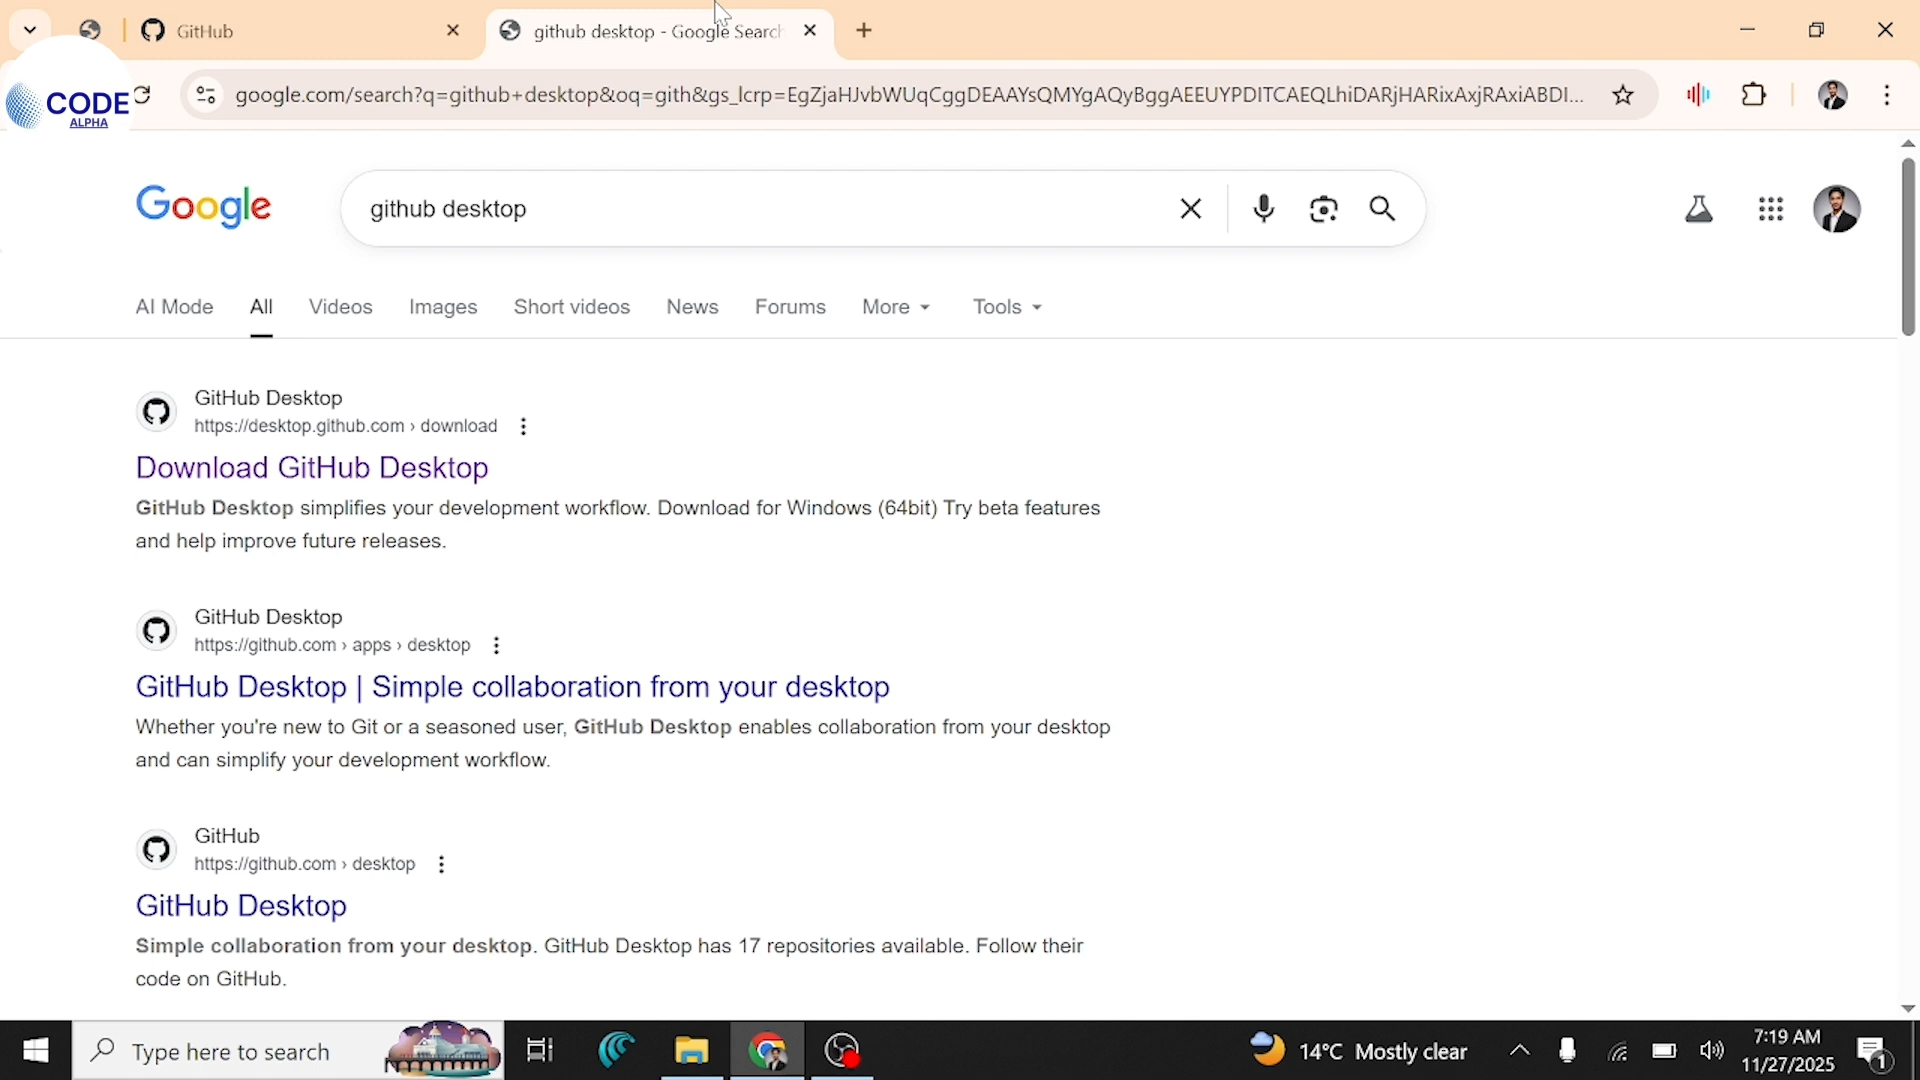 GitHub
github desktop - Google Search
CODE
ALPHA
google.com/search?q=github+desktop&oq=gith&gs_lcrp=EgZjaHJvbWUqCggDEAAYsQMYgAQyBggAEEUYPDITCAEQLhiDARjHARixAxjRAxiABDI...
Google
github desktop
AI Mode
All
Videos
Images
Short videos
News
Forums
More
Tools
GitHub Desktop
https://desktop.github.com › download
Download GitHub Desktop
GitHub Desktop simplifies your development workflow. Download for Windows (64bit) Try beta features
and help improve future releases.
GitHub Desktop
https://github.com › apps › desktop
GitHub Desktop | Simple collaboration from your desktop
Whether you're new to Git or a seasoned user, GitHub Desktop enables collaboration from your desktop
and can simplify your development workflow.
GitHub
https://github.com › desktop
GitHub Desktop
Simple collaboration from your desktop. GitHub Desktop has 17 repositories available. Follow their
code on GitHub.
Type here to search
14°C Mostly clear
7:19 AM
11/27/2025
1